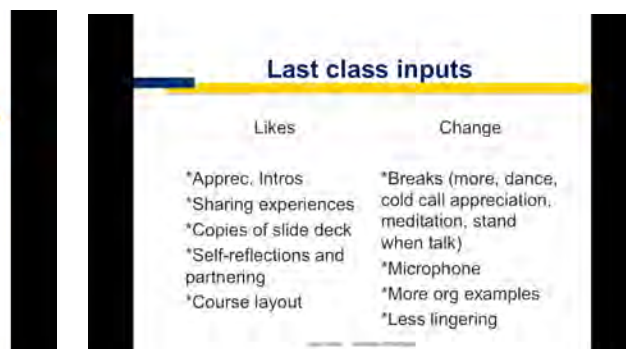 Last class inputs
Likes
*Apprec, Intros
*Sharing experiences
*Copies of slide deck
*Self-reflections and
partnering
*Course layout
Change
*Breaks (more, dance,
cold call appreciation,
meditation, stand
when talk)
*Microphone
*More org examples
*Less lingering